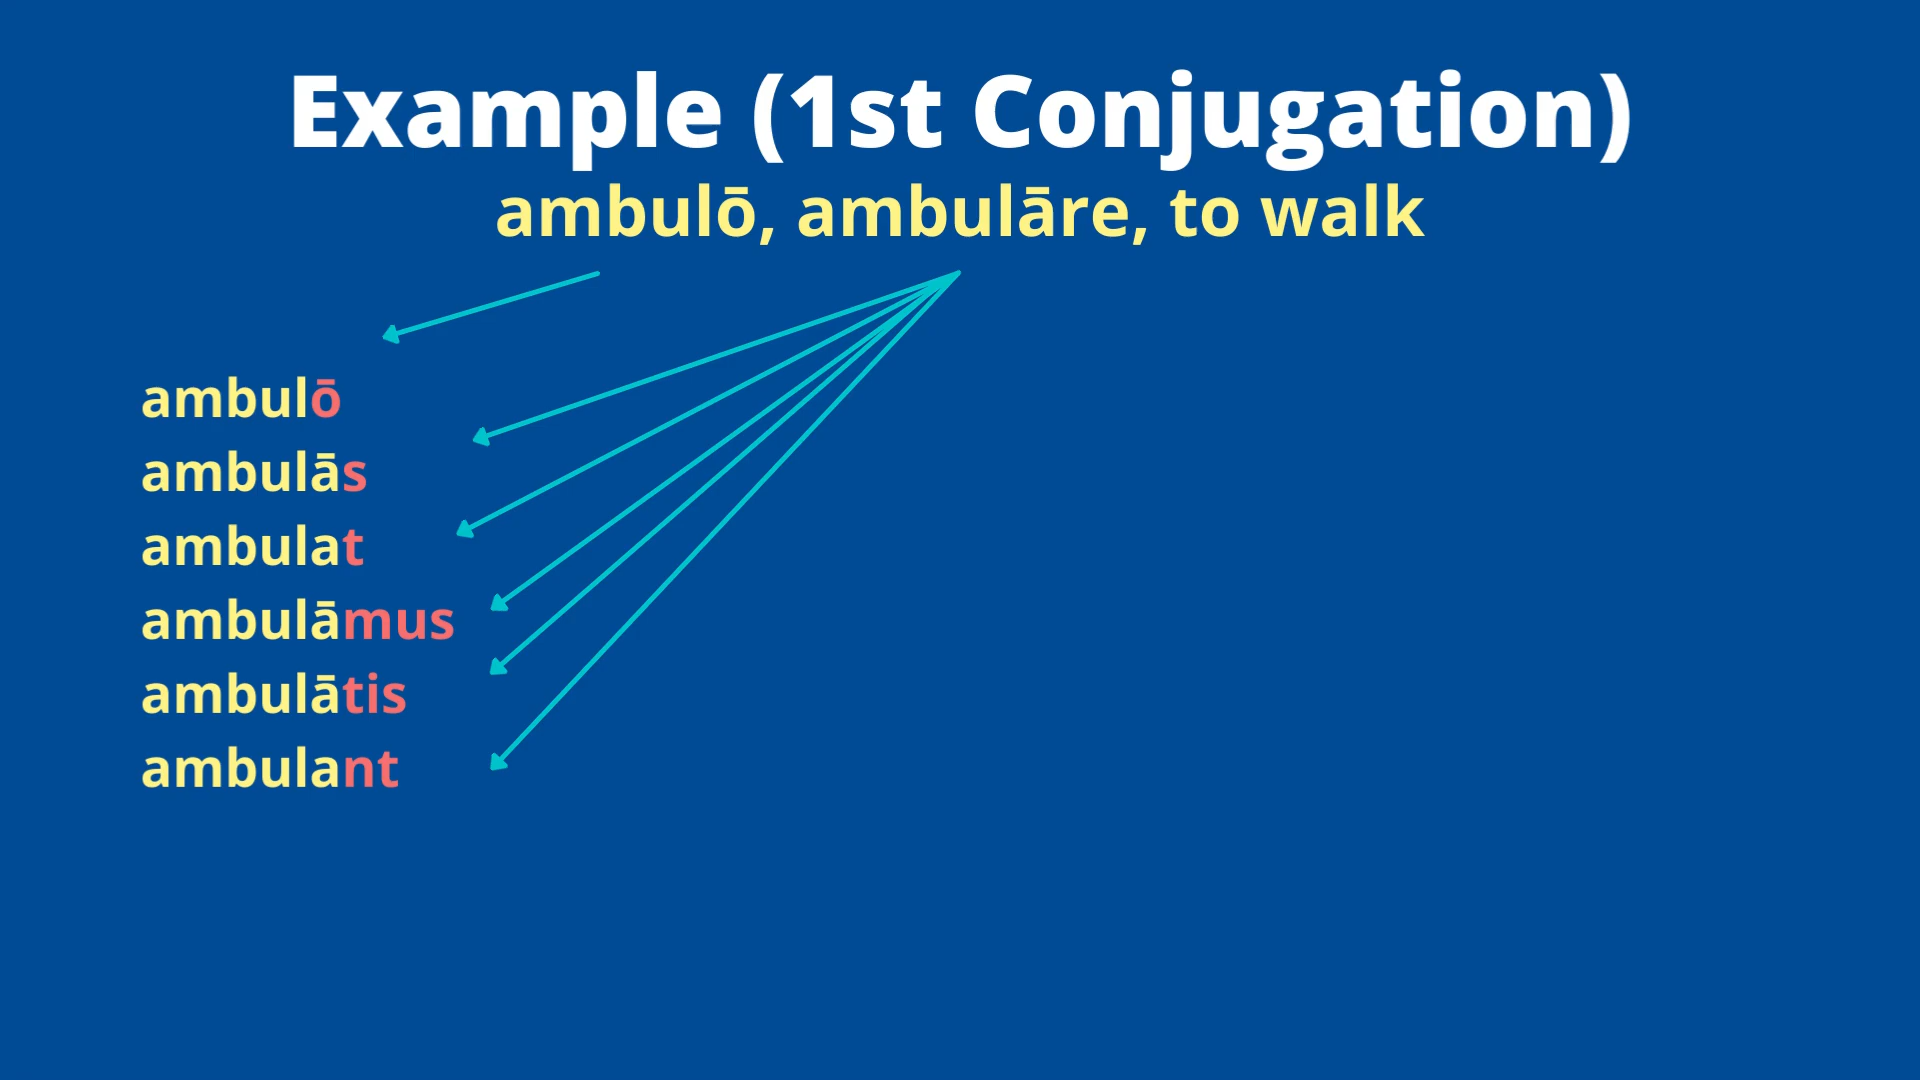 Example (1st Conjugation)
ambulō, ambulāre, to walk
ambulō
ambulās
ambulat
ambulāmus
ambulātis
ambulant